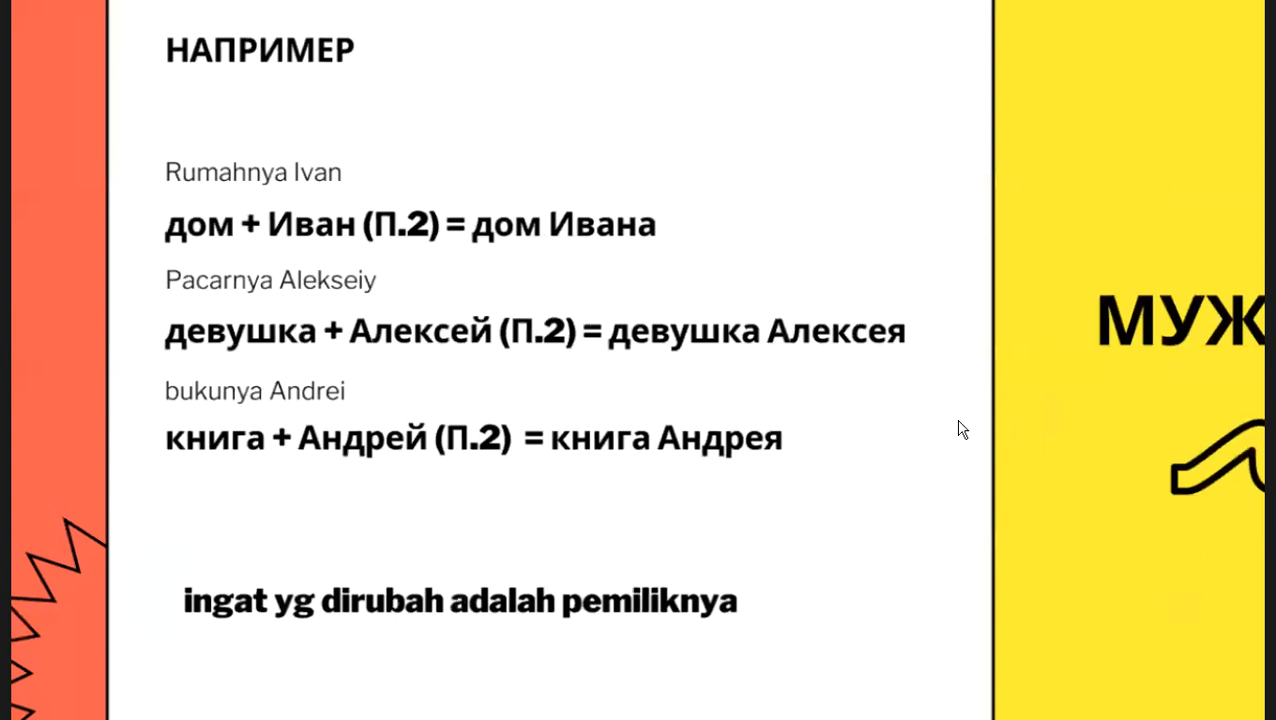 НАПРИМЕР
Rumahnya Ivan
дом + Иван (П.2) = дом Ивана
Pacarnya Alekseiy
девушка + Алексей (П.2) = девушка Алексея
bukunya Andrei
книга + Андрей (П.2) = книга Андрея
ingat yg dirubah adalah pemiliknya
МУЖ